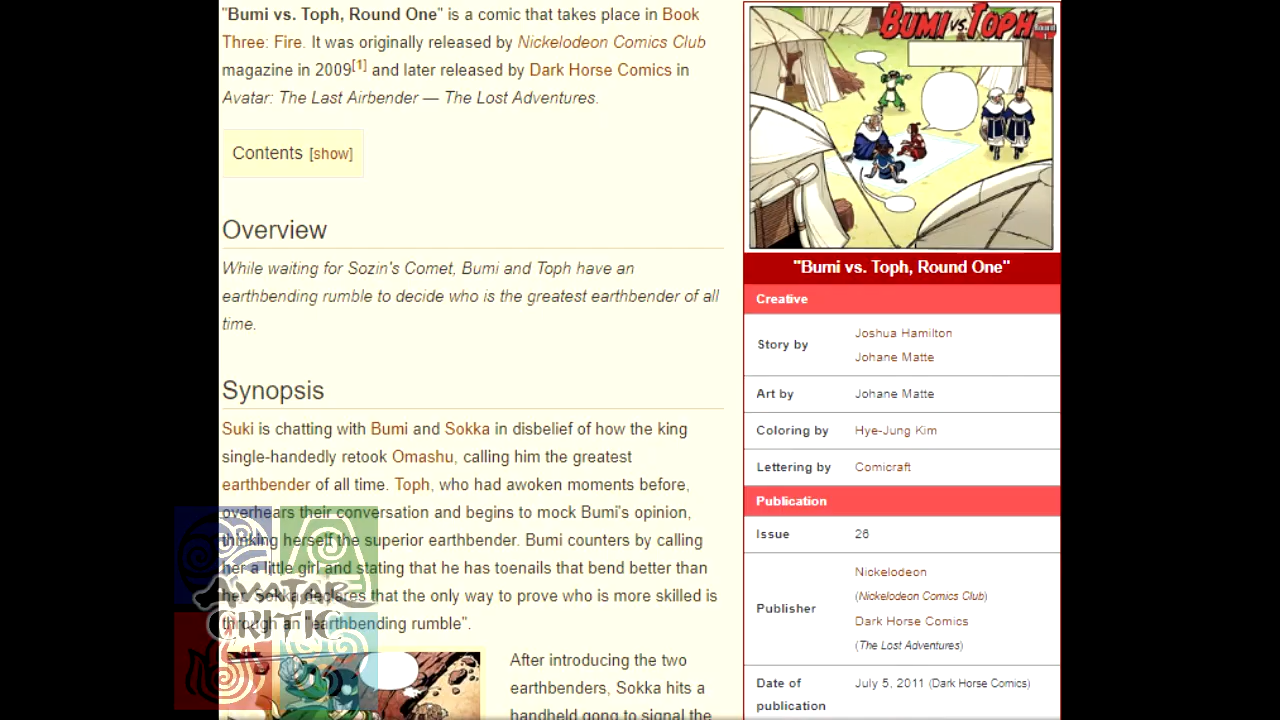 "Bumi vs. Toph, Round One" is a comic that takes place in Book
Three: Fire. It was originally released by Nickelodeon Comics Club
magazine in 2009[1] and later released by Dark Horse Comics in
Avatar: The Last Airbender — The Lost Adventures.
Contents [show]
Overview
While waiting for Sozin's Comet, Bumi and Toph have an
earthbending rumble to decide who is the greatest earthbender of all
time.
Synopsis
Suki is chatting with Bumi and Sokka in disbelief of how the king
single-handedly retook Omashu, calling him the greatest
earthbender of all time. Toph, who had awoken moments before,
overhears their conversation and begins to mock Bumi's opinion,
thinking herself the superior earthbender. Bumi counters by calling
her a little girl and stating that he has toenails that bend better than
her. Sokka declares that the only way to prove who is more skilled is
through an "earthbending rumble".
AVATAR
CRITIC
After introducing the two
earthbenders, Sokka hits a
handheld gong to signal the
BUMI VS. TOPH
"Bumi vs. Toph, Round One"
Creative
Story by
Joshua Hamilton
Johane Matte
Art by
Johane Matte
Coloring by
Hye-Jung Kim
Lettering by
Comicraft
Publication
Issue
26
Publisher
Nickelodeon
(Nickelodeon Comics Club)
Dark Horse Comics
(The Lost Adventures)
Date of
publication
July 5, 2011 (Dark Horse Comics)